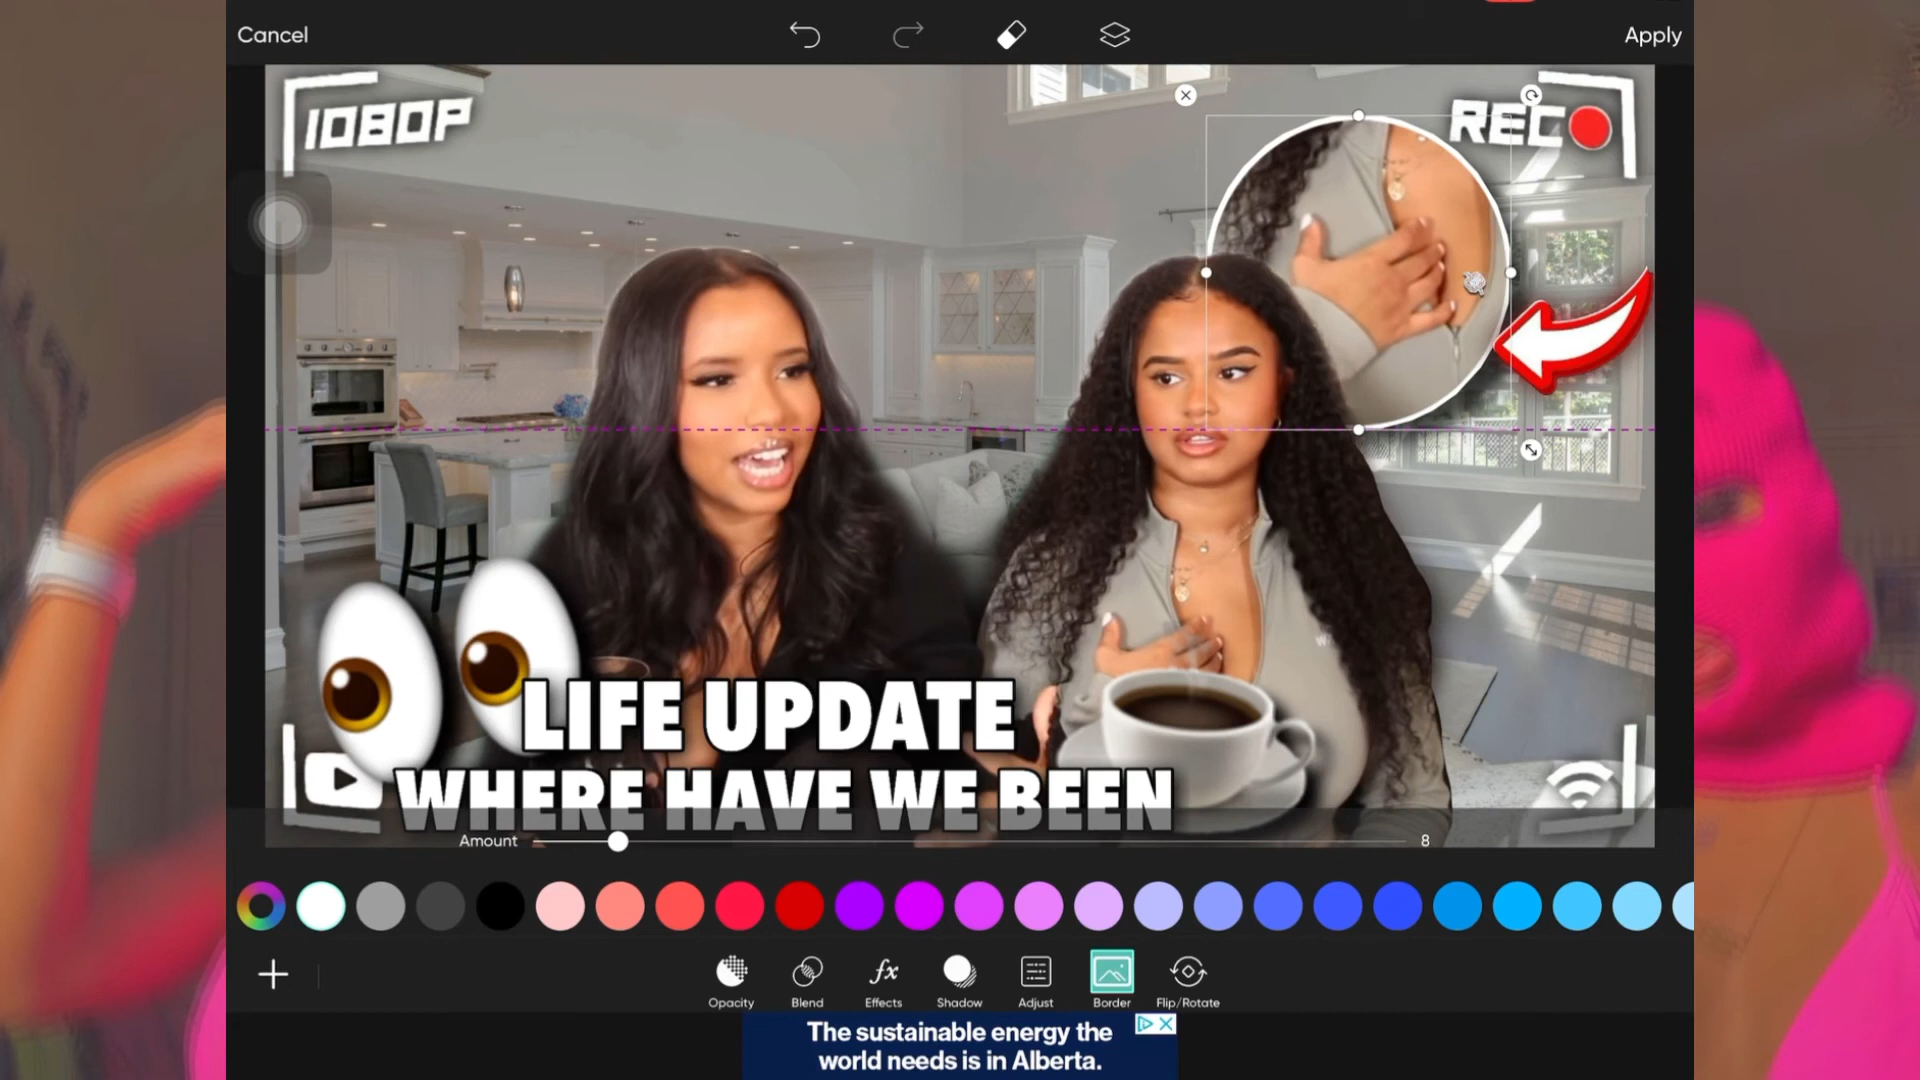 Cancel
Apply
1080P
REC
LIFE UPDATE
WHERE HAVE WE BEEN
Amount
8
Opacity
Blend
fx
Effects
Shadow
Adjust
Border
Flip/Rotate
The sustainable energy the
world needs is in Alberta.